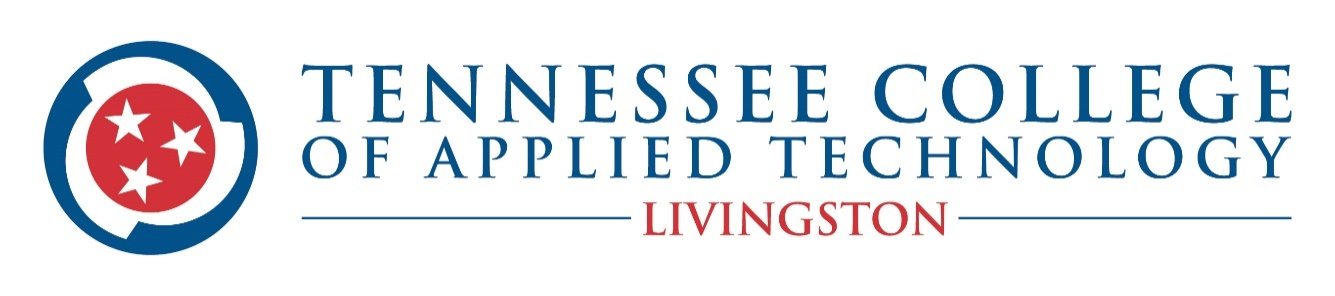 TENNESSEE COLLEGE
OF APPLIED TECHNOLOGY
LIVINGSTON